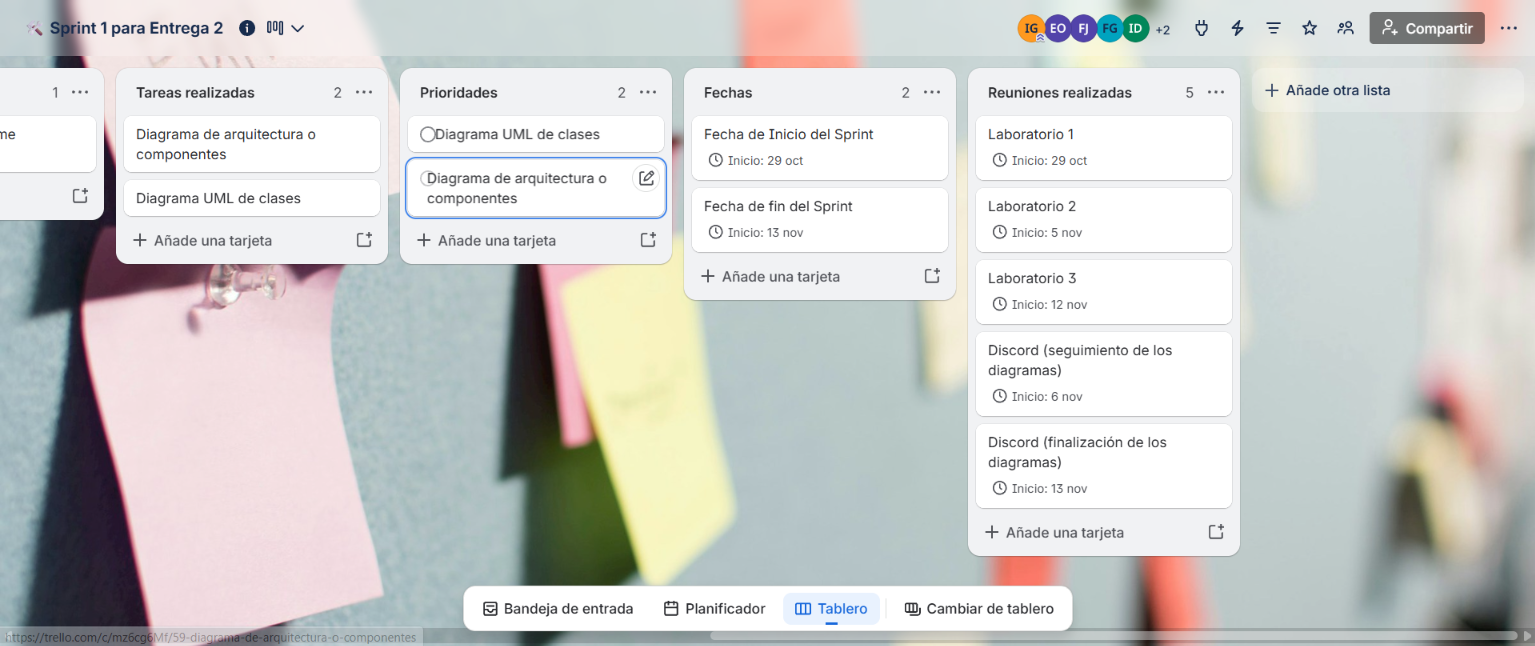 Sprint 1 para Entrega 2
IG EO FJ FG ID +2
Compartir
1
me
Tareas realizadas 2
Diagrama de arquitectura o
componentes
Diagrama UML de clases
Añade una tarjeta
Prioridades 2
Diagrama UML de clases
Diagrama de arquitectura o
componentes
Añade una tarjeta
Fechas 2
Fecha de Inicio del Sprint
Inicio: 29 oct
Fecha de fin del Sprint
Inicio: 13 nov
Añade una tarjeta
Reuniones realizadas 5
Laboratorio 1
Inicio: 29 oct
Laboratorio 2
Inicio: 5 nov
Laboratorio 3
Inicio: 12 nov
Discord (seguimiento de los
diagramas)
Inicio: 6 nov
Discord (finalización de los
diagramas)
Inicio: 13 nov
Añade una tarjeta
Añade otra lista
Bandeja de entrada
Planificador
Tablero
Cambiar de tablero
https://trello.com/c/mz6cg6Mf/59-diagrama-de-arquitectura-o-componentes